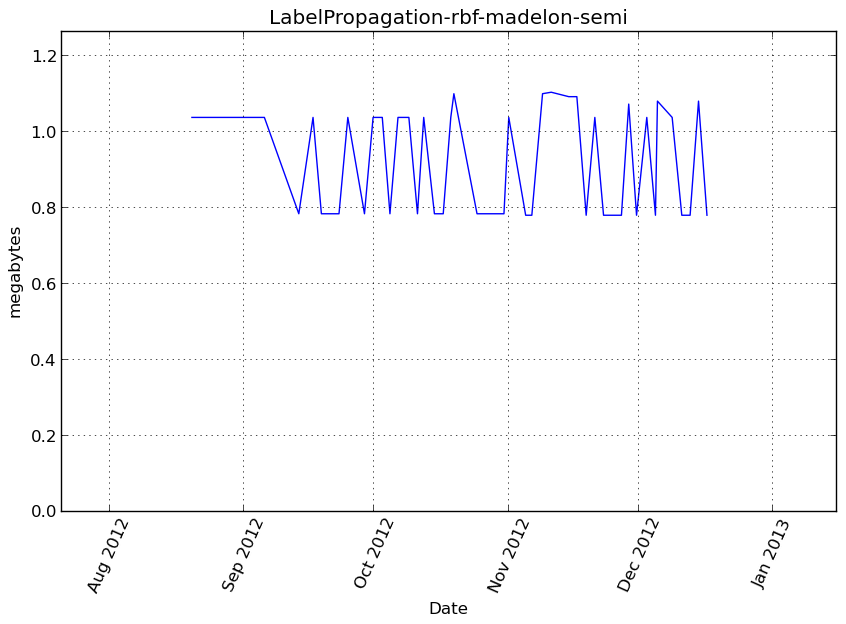 LabelPropagation-rbf-madelon-semi
1.2
1.0
0.8
0.6
0.4
0.2
0.0
megabytes
Aug 2012
Sep 2012
Oct 2012
Nov 2012
Dec 2012
Jan 2013
Date